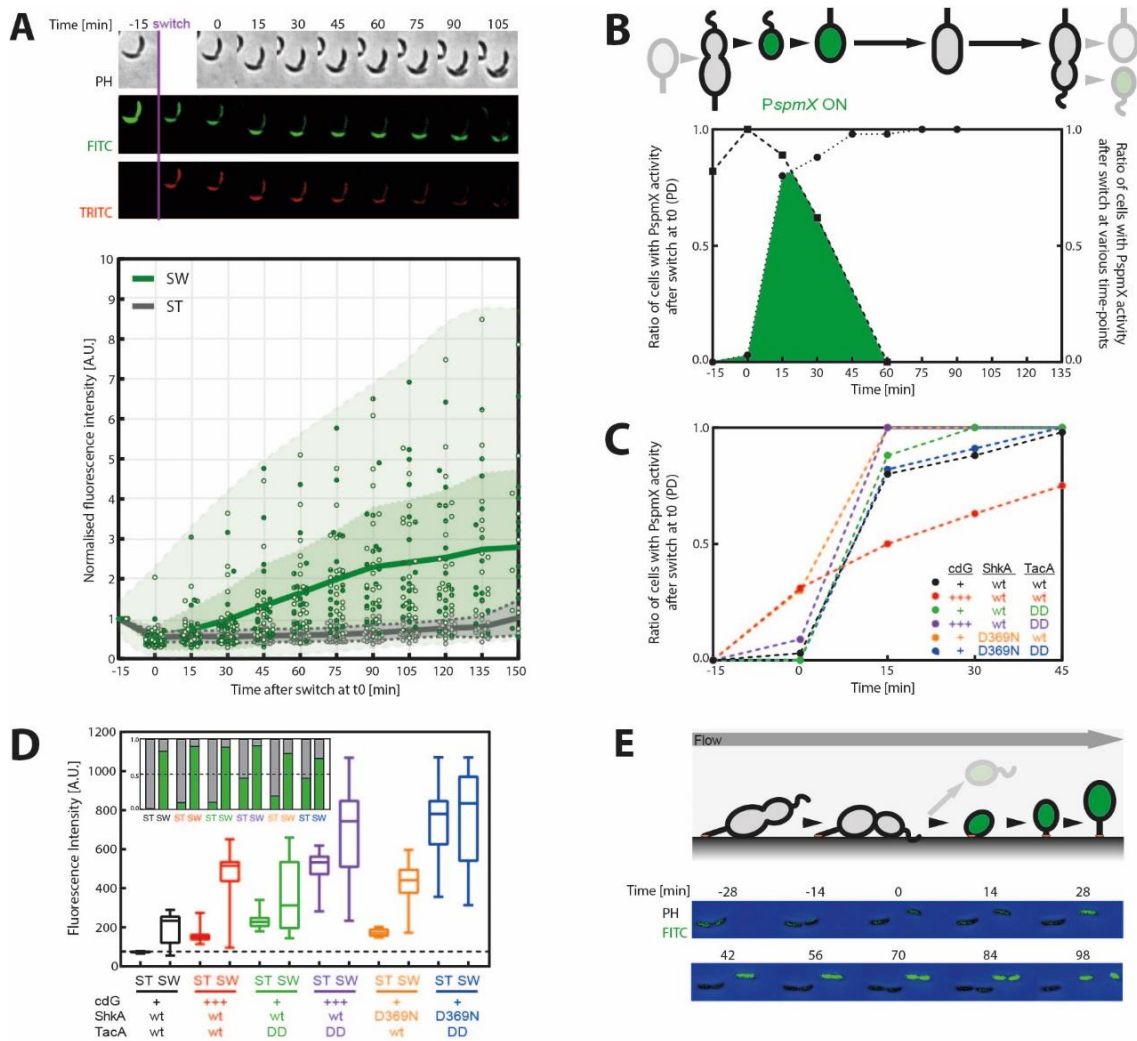 A
Time [min] -15 switch 0 15 30 45 60 75 90 105
PH
FITC
TRITC
Normalised fluorescence intensity [A.U.]
10
9
8
7
6
5
4
3
2
1
0
SW
ST
-15 0 15 30 45 60 75 90 105 120 135 150
Time after switch at t0 [min]
B
PspmX ON
Ratio of cells with PspmX activity
after switch at t0 (PD)
1.0
0.5
0.0
1.0
0.5
0.0
Ratio of cells with PspmX activity
after switch at various time-points
-15 0 15 30 45 60 75 90 105 120 135
Time [min]
C
Ratio of cells with PspmX activity
after switch at t0 (PD)
1.0
0.5
0.0
cdG ShkA TacA
+ wt wt
+++ wt wt
+ wt DD
+++ wt DD
+ D369N wt
+ D369N DD
-15 0 15 30 45
Time [min]
D
Fluorescence Intensity [A.U.]
1200
1000
800
600
400
200
0
1.0
0.5
0.0
ST SW ST SW ST SW ST SW ST SW ST SW
ST SW ST SW ST SW ST SW ST SW ST SW
cdG + +++ + +++ + +
ShkA wt wt wt wt D369N D369N
TacA wt wt DD DD wt DD
E
Flow
Time [min] -28 -14 0 14 28
PH
FITC
42 56 70 84 98